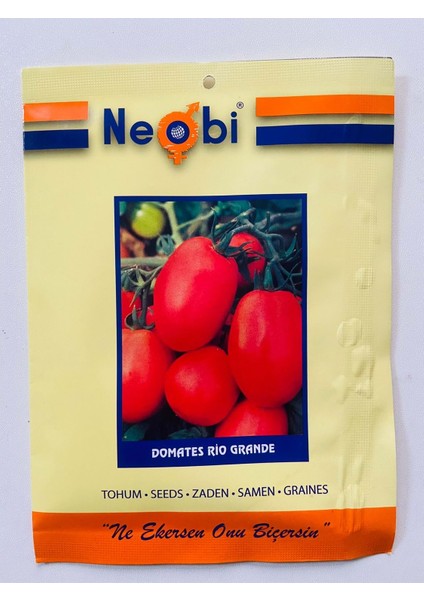 Neobi®
DOMATES RİO GRANDE
TOHUM • SEEDS • ZADEN • SAMEN • GRAINES
"Ne Ekersen Onu Biçersin"